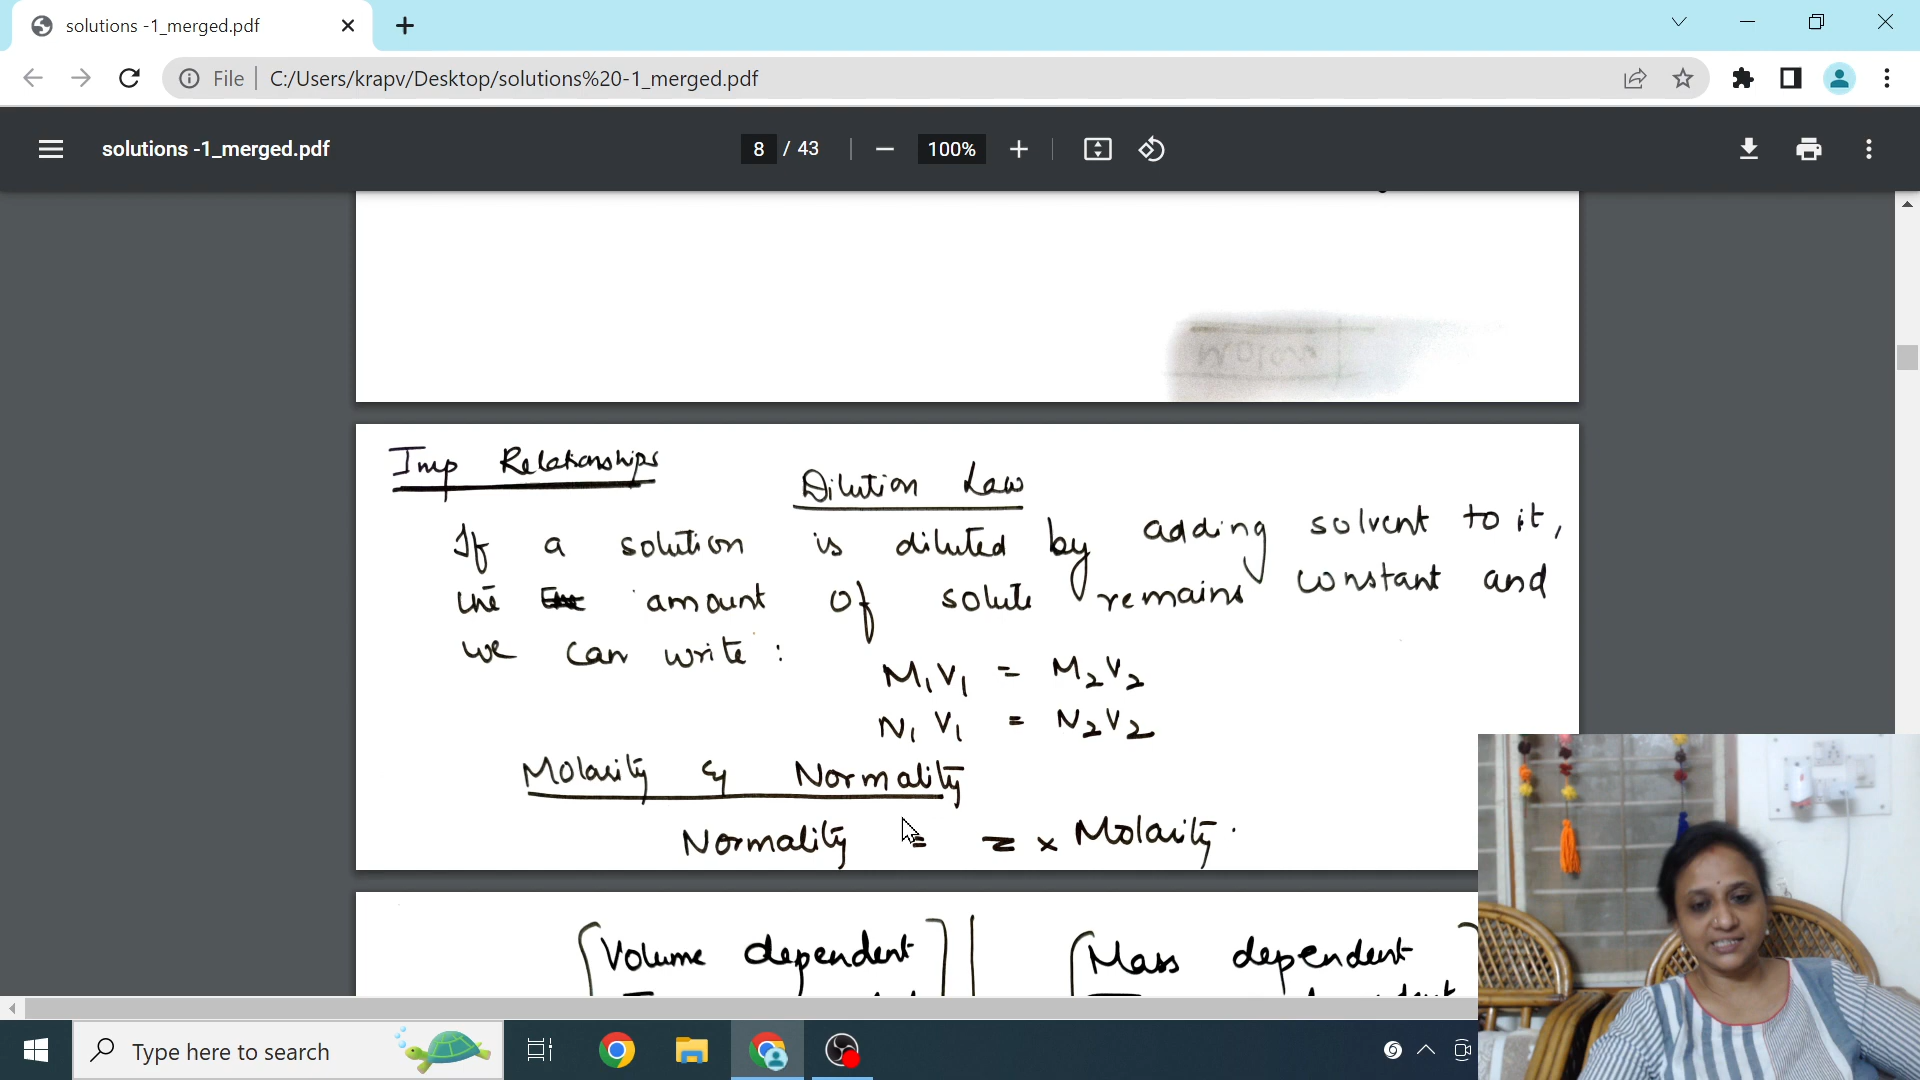 solutions -1_merged.pdf
File
C:/Users/krapv/Desktop/solutions%20-1_merged.pdf
solutions -1_merged.pdf
8 / 43
100%
Imp Relationships
Dilution Law
If a solution is diluted by adding solvent to it,
the amount of solute remains constant and
we can write :
M₁V₁ = M₂V₂
N₁V₁ = N₂V₂
Molarity & Normality
Normality = z × Molarity.
Volume dependent
Mass dependent
Type here to search